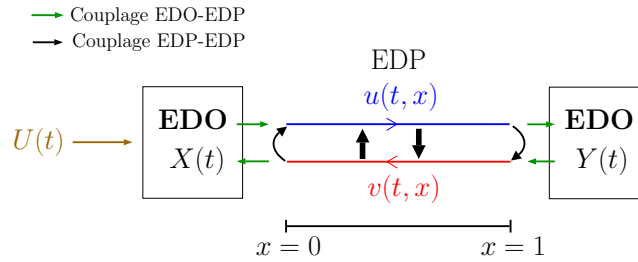 Couplage EDO-EDP
Couplage EDP-EDP
EDP
u(t, x)
EDO
X(t)
U(t)
EDO
Y(t)
v(t, x)
x = 0
x = 1